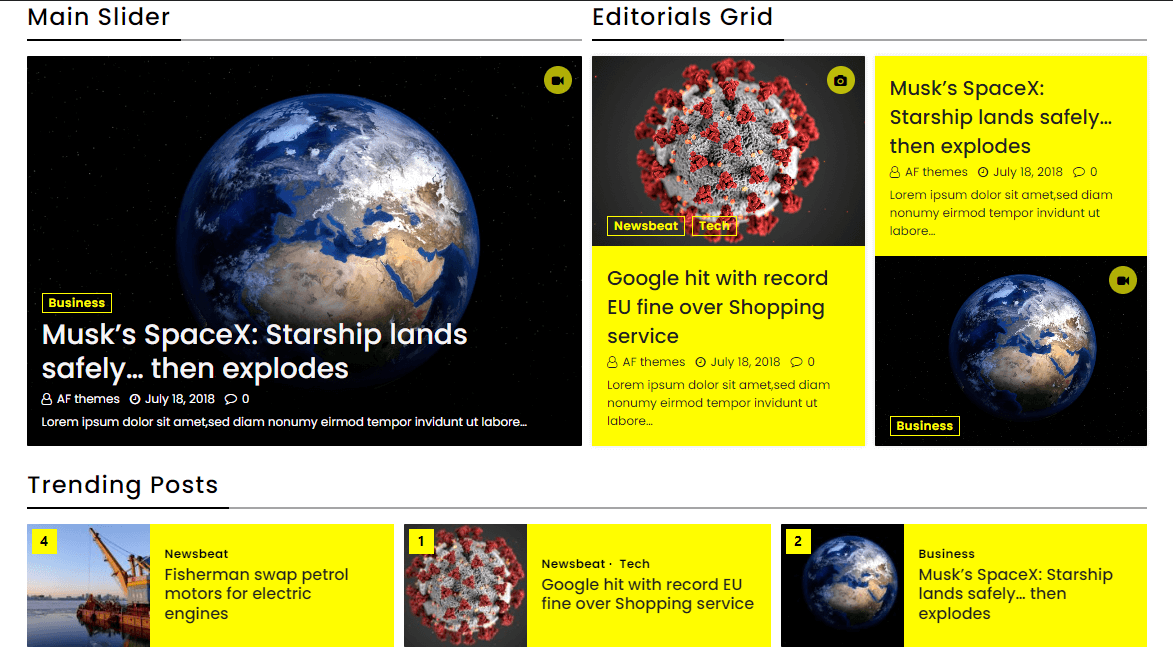 Main Slider
Business
Musk’s SpaceX: Starship lands
safely… then explodes
AF themes July 18, 2018 0
Lorem ipsum dolor sit amet,sed diam nonumy eirmod tempor invidunt ut labore…
Editorials Grid
Newsbeat Tech
Google hit with record
EU fine over Shopping
service
AF themes July 18, 2018 0
Lorem ipsum dolor sit amet,sed diam
nonumy eirmod tempor invidunt ut
labore…
Musk’s SpaceX:
Starship lands safely…
then explodes
AF themes July 18, 2018 0
Lorem ipsum dolor sit amet,sed diam
nonumy eirmod tempor invidunt ut
labore…
Business
Trending Posts
4
Newsbeat
Fisherman swap petrol
motors for electric
engines
1
Newsbeat · Tech
Google hit with record EU
fine over Shopping service
2
Business
Musk’s SpaceX: Starship
lands safely… then
explodes